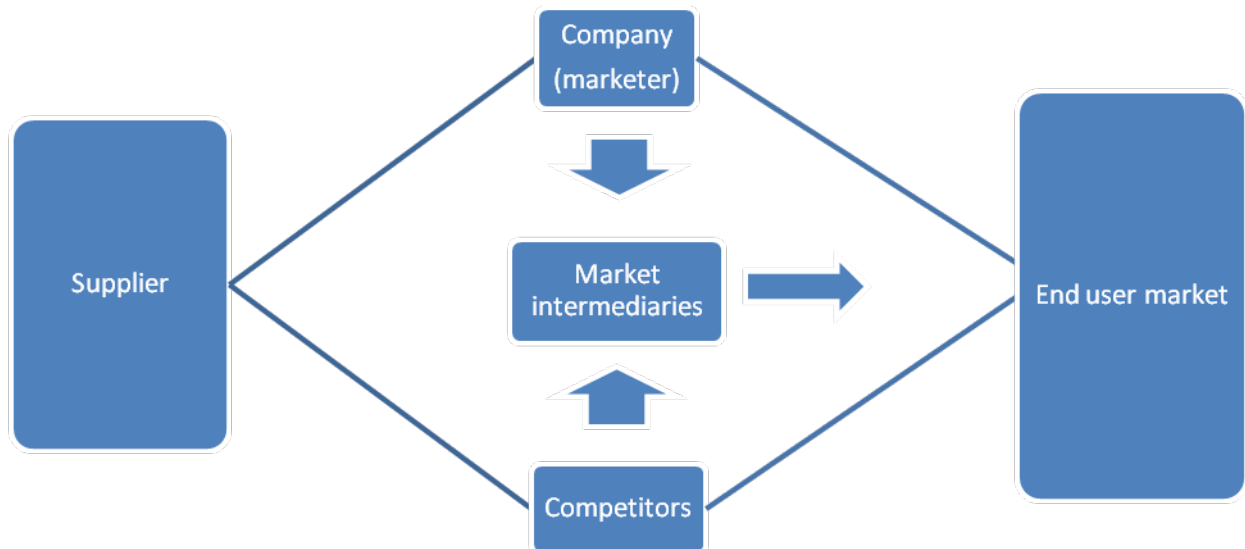 Company
(marketer)
Supplier
Market
intermediaries
End user market
Competitors